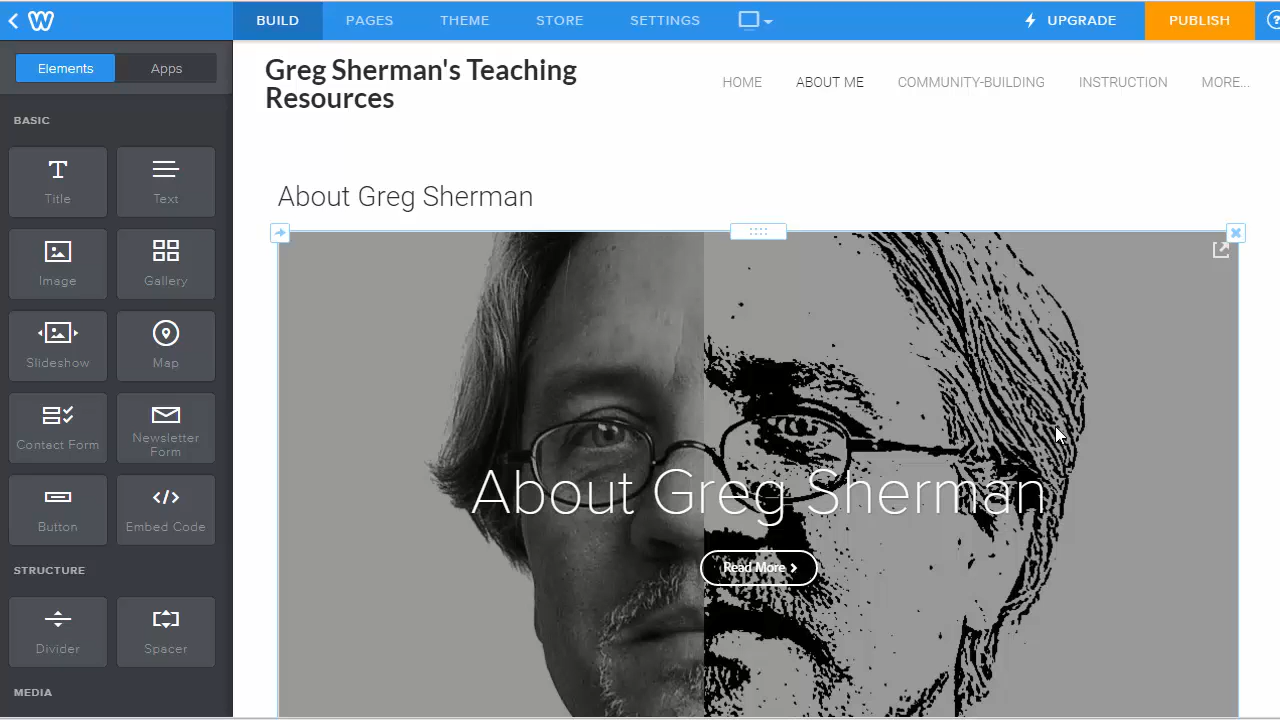 BUILD PAGES THEME STORE SETTINGS UPGRADE PUBLISH ?
Elements Apps
BASIC
Title Text
Image Gallery
Slideshow Map
Contact Form Newsletter
Form
Button Embed Code
STRUCTURE
Divider Spacer
MEDIA
Greg Sherman's Teaching
Resources
HOME ABOUT ME COMMUNITY-BUILDING INSTRUCTION MORE...
About Greg Sherman
About Greg Sherman
Read More